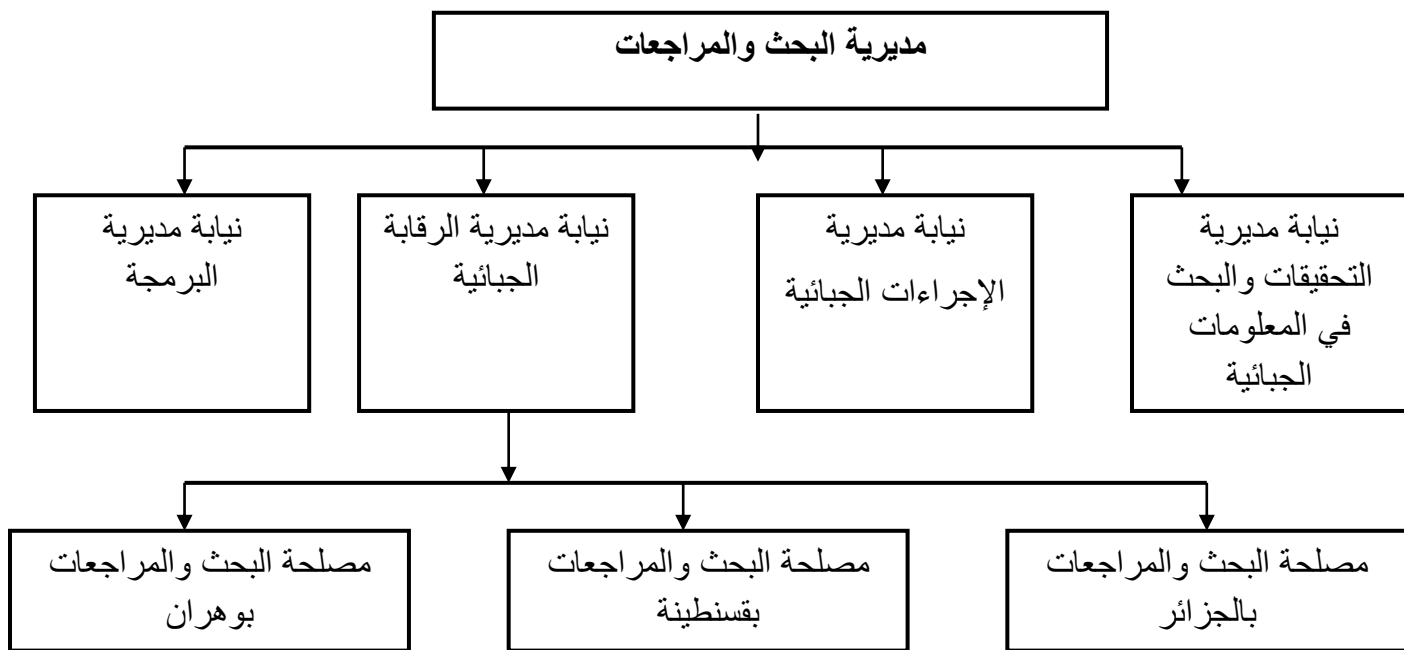 مديرية البحث والمراجعات
نيابة مديرية
التحقيقات والبحث
في المعلومات
الجبائية
نيابة مديرية
الإجراءات الجبائية
نيابة مديرية الرقابة
الجبائية
نيابة مديرية
البرمجة
مصلحة البحث والمراجعات
بالجزائر
مصلحة البحث والمراجعات
بقسنطينة
مصلحة البحث والمراجعات
بوهران